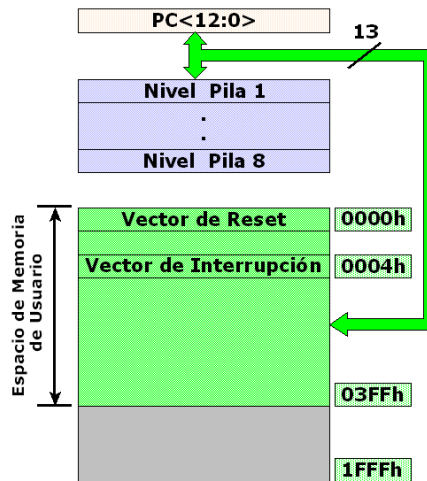 PC<12:0>
13
Nivel Pila 1
.
.
Nivel Pila 8
Vector de Reset
0000h
Vector de Interrupción
0004h
Espacio de Memoria
de Usuario
03FFh
1FFFh